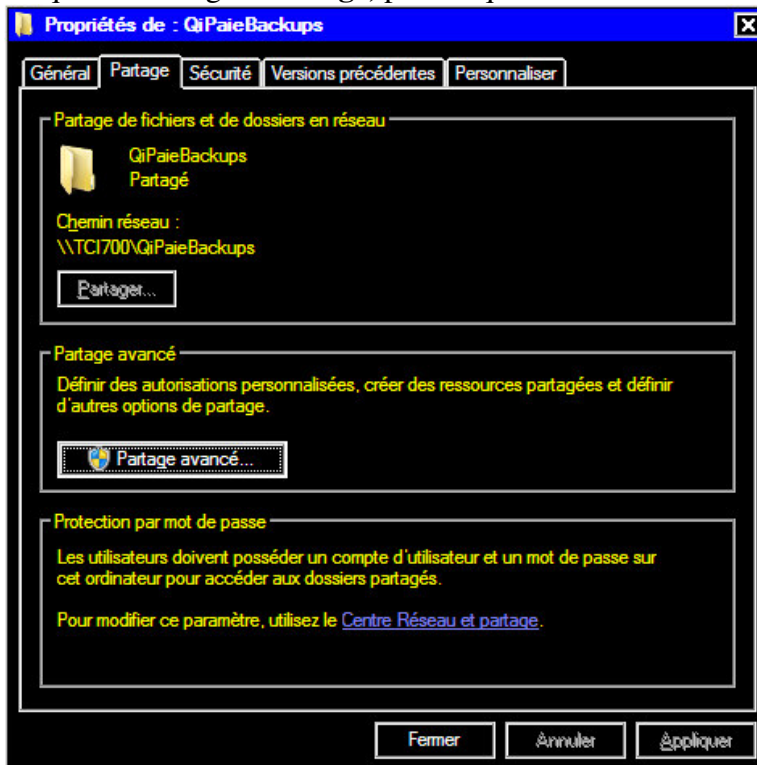 Propriétés de : QiPaieBackups
Général Partage Sécurité Versions précédentes Personnaliser
Partage de fichiers et de dossiers en réseau
QiPaieBackups
Partagé
Chemin réseau :
\\TCI700\QiPaieBackups
Partager...
Partage avancé
Définir des autorisations personnalisées, créer des ressources partagées et définir
d'autres options de partage.
Partage avancé...
Protection par mot de passe
Les utilisateurs doivent posséder un compte d'utilisateur et un mot de passe sur
cet ordinateur pour accéder aux dossiers partagés.
Pour modifier ce paramètre, utilisez le Centre Réseau et partage.
Fermer Annuler Appliquer